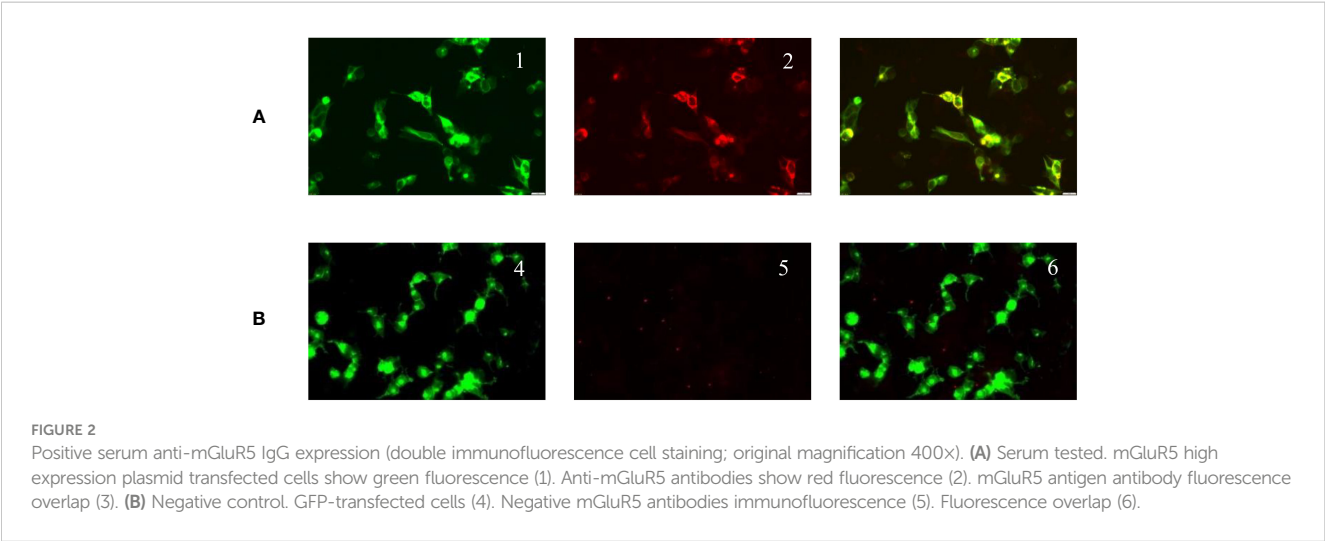 1
2
A
4
5
6
B
FIGURE 2
Positive serum anti-mGluR5 IgG expression (double immunofluorescence cell staining; original magnification 400×). (A) Serum tested. mGluR5 high
expression plasmid transfected cells show green fluorescence (1). Anti-mGluR5 antibodies show red fluorescence (2). mGluR5 antigen antibody fluorescence
overlap (3). (B) Negative control. GFP-transfected cells (4). Negative mGluR5 antibodies immunofluorescence (5). Fluorescence overlap (6).